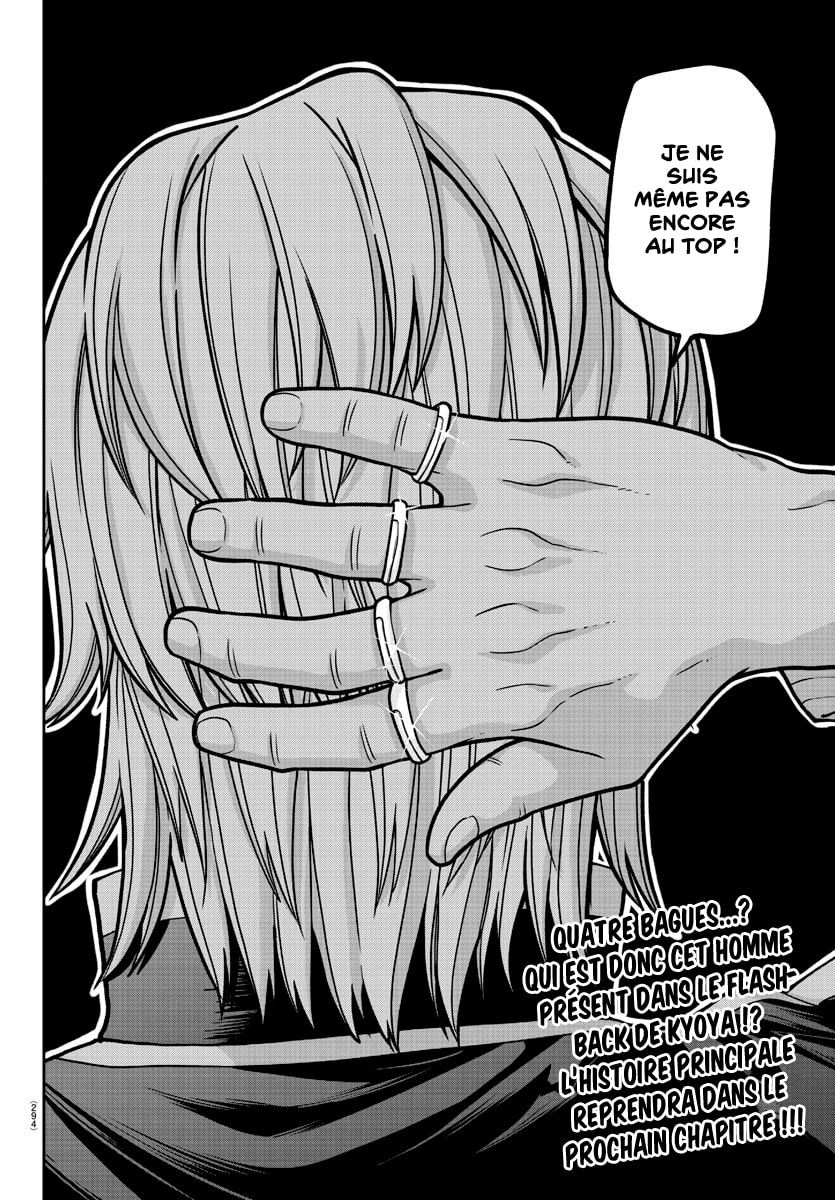 JE NE
SUIS
MÊME PAS
ENCORE
AU TOP !
QUATRE BAGUES...?
QUI EST DONC CET HOMME
PRÉSENT DANS LE FLASH-
BACK DE KYOYA !?
L'HISTOIRE PRINCIPALE
REPRENDRA DANS LE
PROCHAIN CHAPITRE !!!
(294)